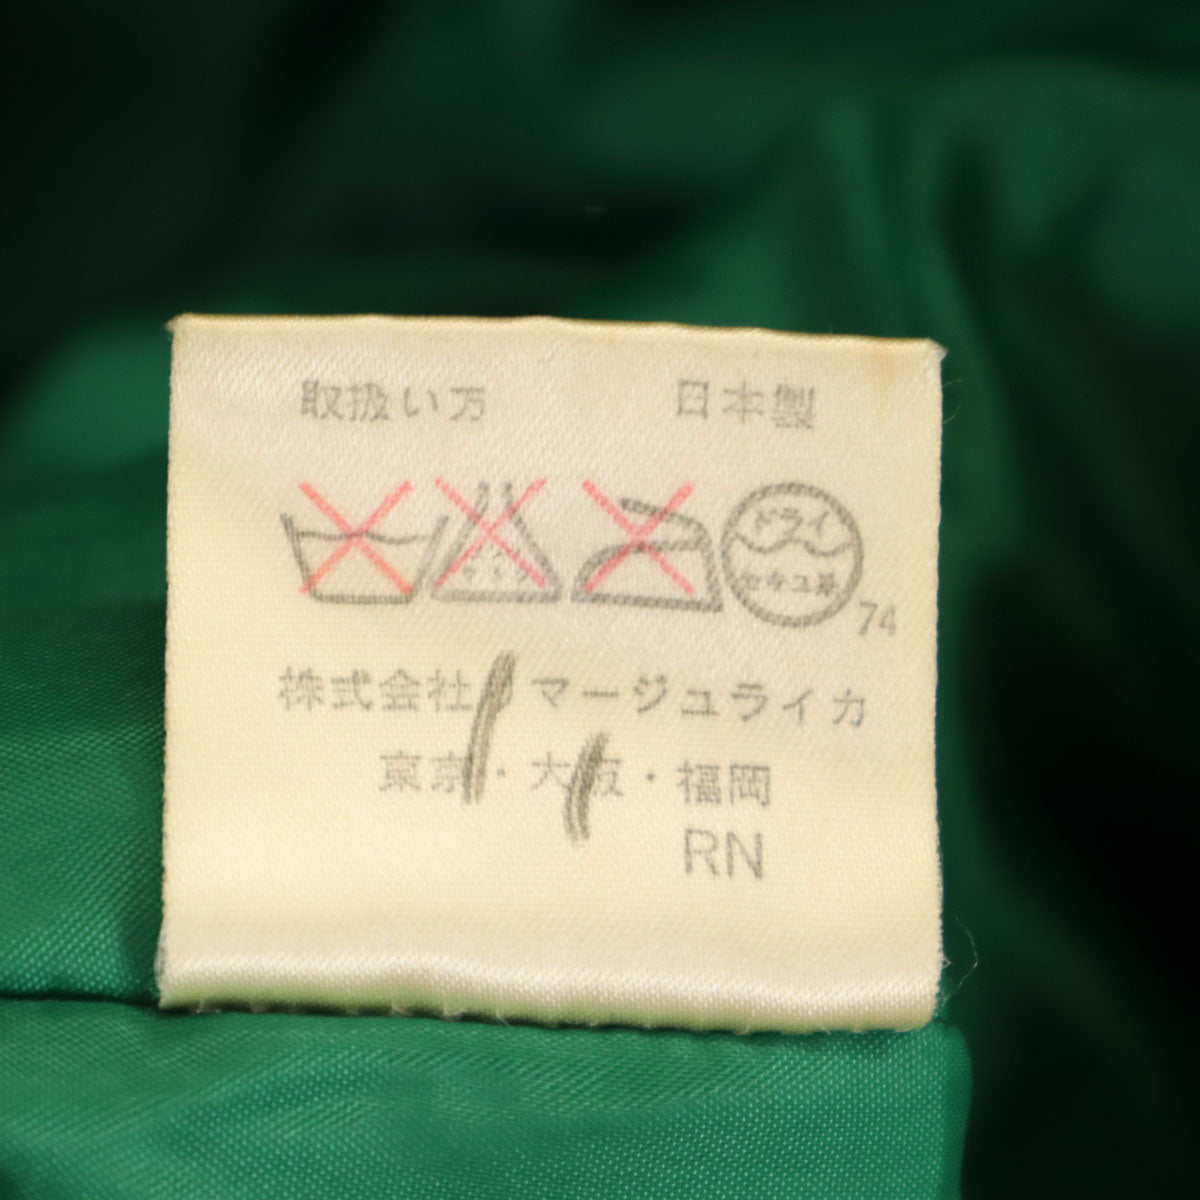 取扱い方 日本製
ドライ
セキユ系
74
株式会社 マージュライカ
東京・大阪・福岡
RN